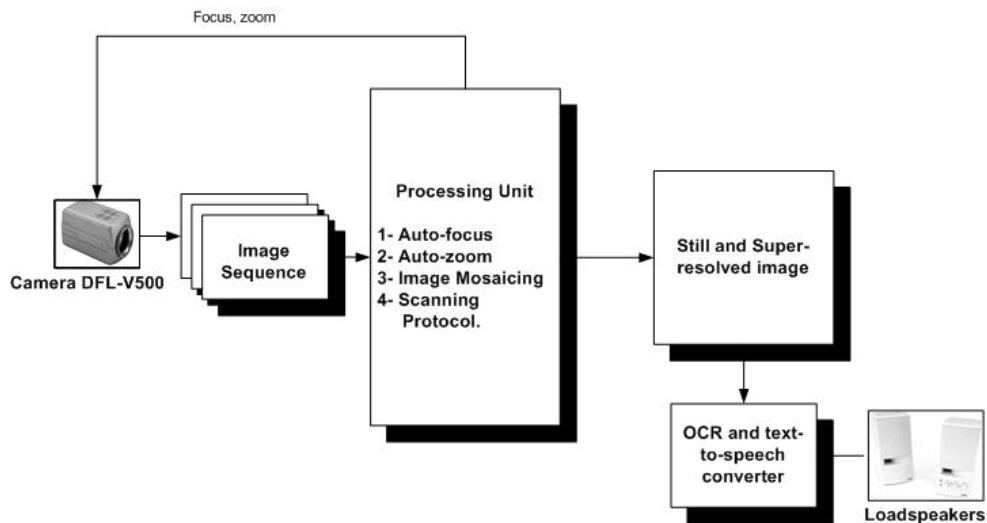 Focus, zoom
Camera DFL-V500
Image
Sequence
Processing Unit
1- Auto-focus
2- Auto-zoom
3- Image Mosaicing
4- Scanning
Protocol.
Still and Super-
resolved image
OCR and text-
to-speech
converter
Loadspeakers